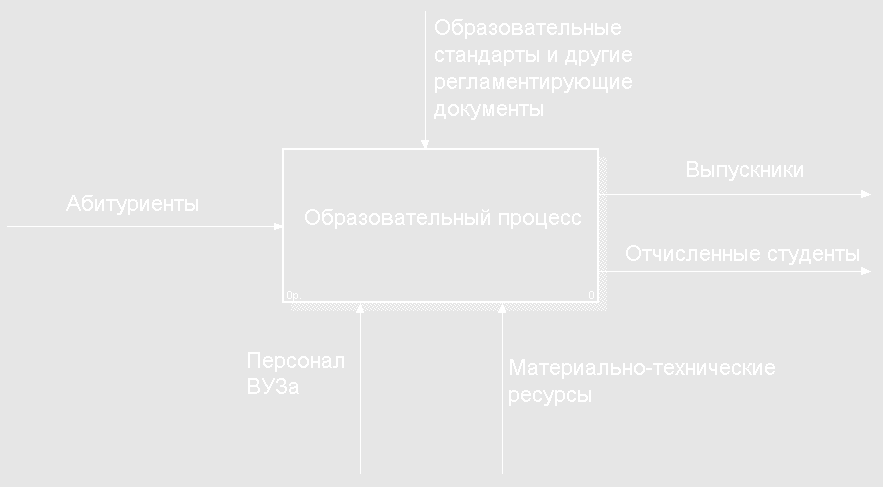 Образовательные
стандарты и другие
регламентирующие
документы
Абитуриенты
Образовательный процесс
Выпускники
Отчисленные студенты
0р.
0
Персонал
ВУЗа
Материально-технические
ресурсы